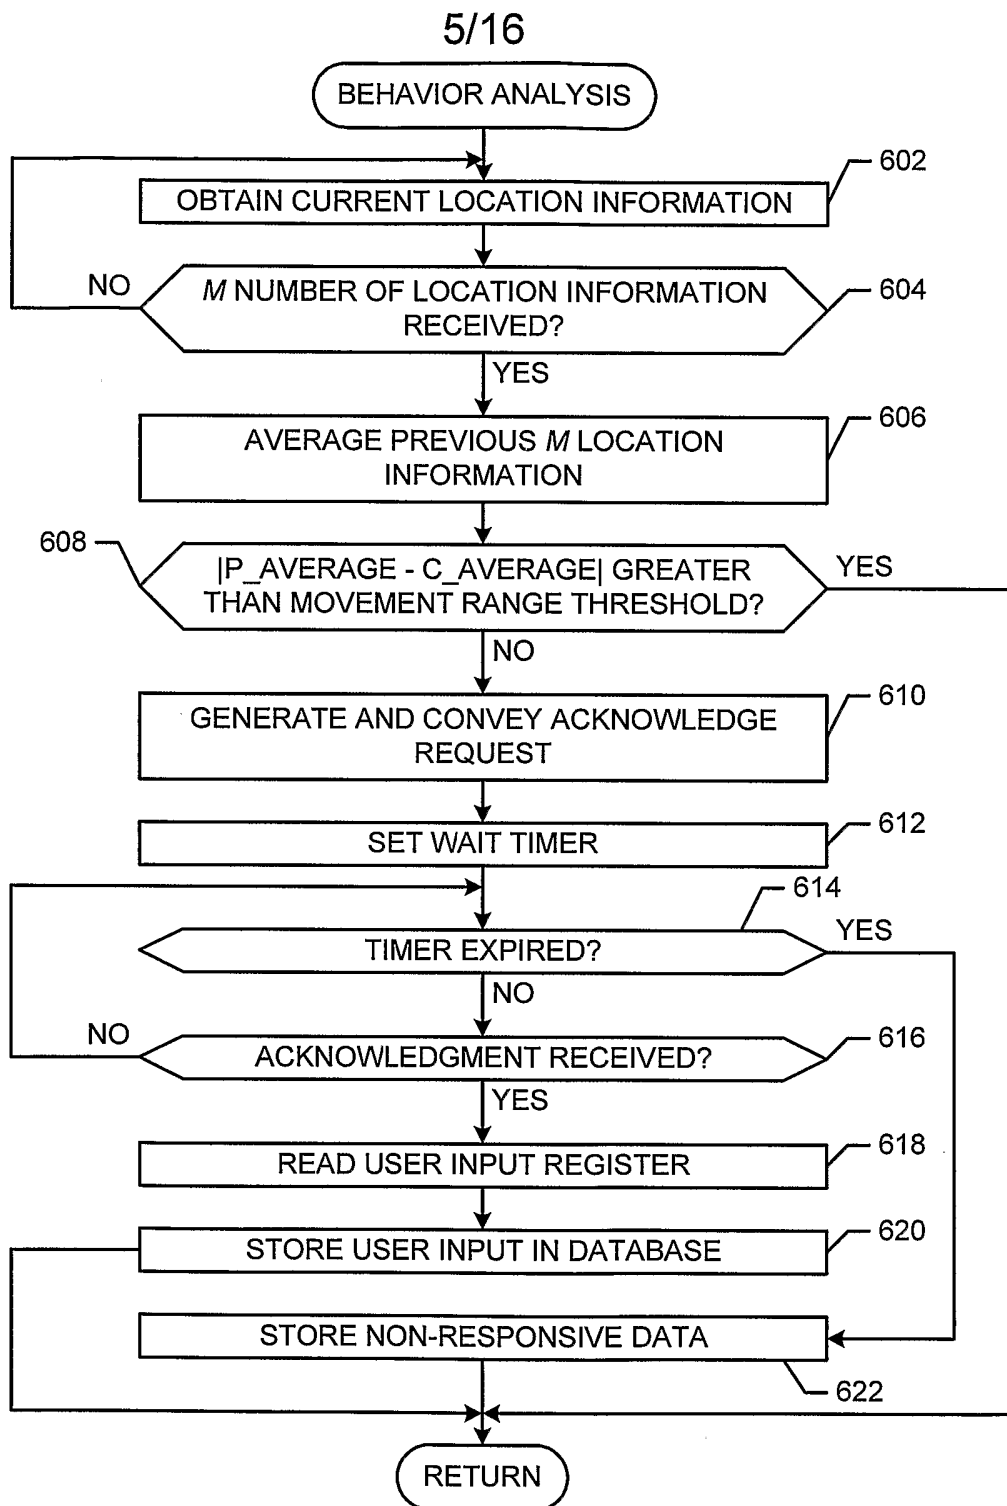 5/16
BEHAVIOR ANALYSIS
602
OBTAIN CURRENT LOCATION INFORMATION
NO
M NUMBER OF LOCATION INFORMATION
RECEIVED?
604
YES
606
AVERAGE PREVIOUS M LOCATION
INFORMATION
608
|P_AVERAGE - C_AVERAGE| GREATER
THAN MOVEMENT RANGE THRESHOLD?
YES
NO
610
GENERATE AND CONVEY ACKNOWLEDGE
REQUEST
612
SET WAIT TIMER
614
TIMER EXPIRED?
YES
NO
NO
ACKNOWLEDGMENT RECEIVED?
616
YES
618
READ USER INPUT REGISTER
620
STORE USER INPUT IN DATABASE
STORE NON-RESPONSIVE DATA
622
RETURN